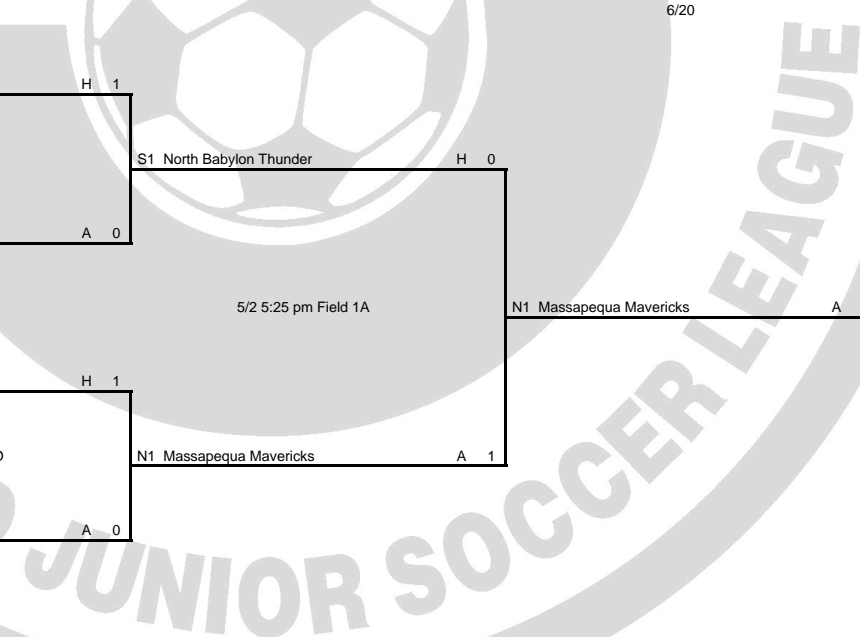 6/20
H 1
S1 North Babylon Thunder H 0
A 0
5/2 5:25 pm Field 1A
N1 Massapequa Mavericks A
H 1
N1 Massapequa Mavericks A 1
A 0
JUNIOR SOCCER LEAGUE